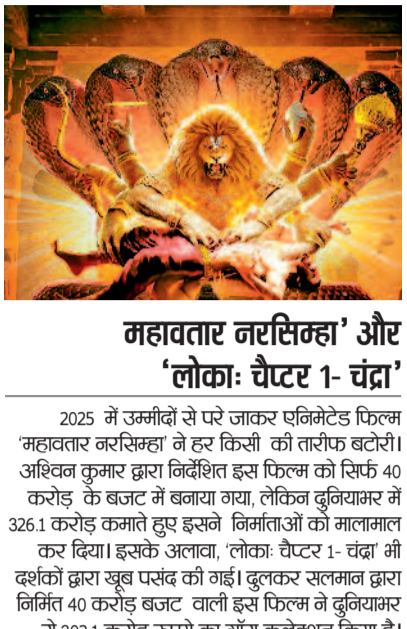 महावतार नरसिम्हा’ और
‘लोकाः चैप्टर 1- चंद्रा’
2025 में उम्मीदों से परे जाकर एनिमेटेड फिल्म
‘महावतार नरसिम्हा’ ने हर किसी की तारीफ बटोरी।
अश्विन कुमार द्वारा निर्देशित इस फिल्म को सिर्फ 40
करोड़ के बजट में बनाया गया, लेकिन दुनियाभर में
326.1 करोड़ कमाते हुए इसने निर्माताओं को मालामाल
कर दिया। इसके अलावा, ‘लोकाः चैप्टर 1- चंद्रा’ भी
दर्शकों द्वारा खूब पसंद की गई। दुलकर सलमान द्वारा
निर्मित 40 करोड़ बजट वाली इस फिल्म ने दुनियाभर